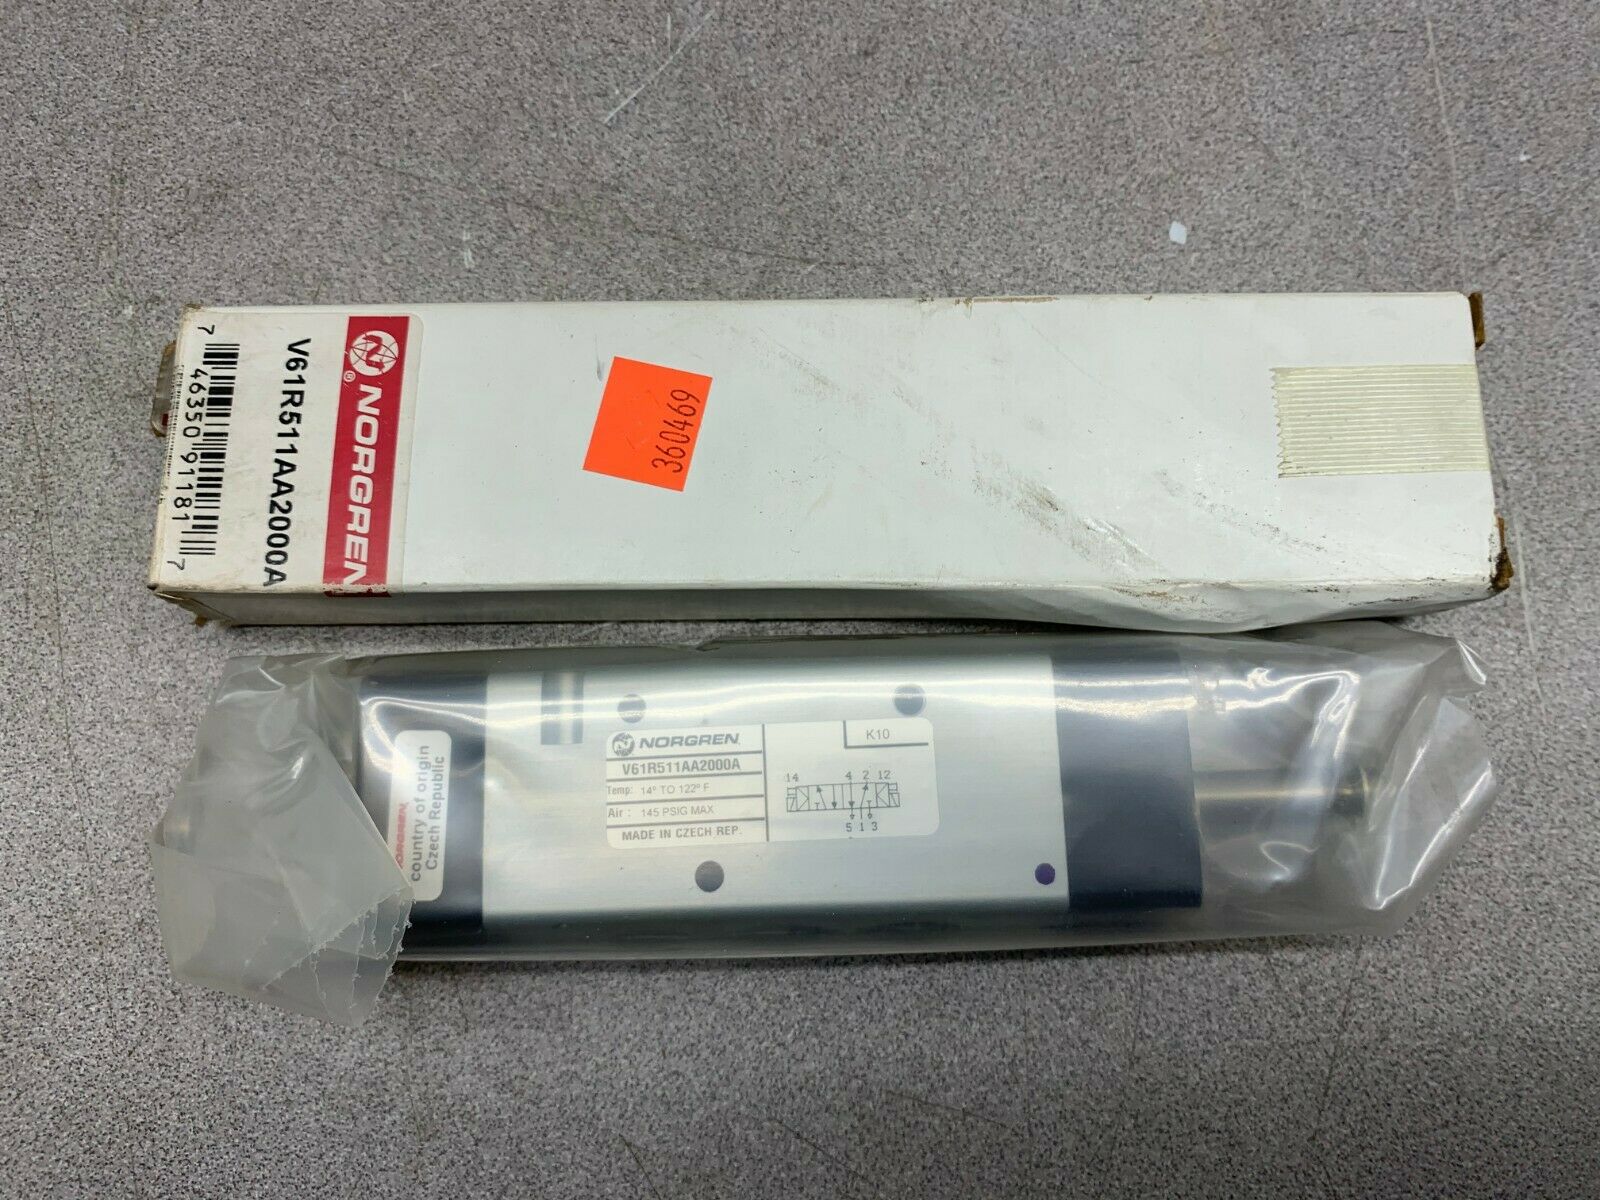 NORGREN
®
V61R511AA2000A
7 46350 91181 7
360469
NORGREN
country of origin
Czech Republic
NORGREN
V61R511AA2000A
Temp: 14° TO 122° F
Air : 145 PSIG MAX
MADE IN CZECH REP.
K10
14 4 2 12
5 1 3